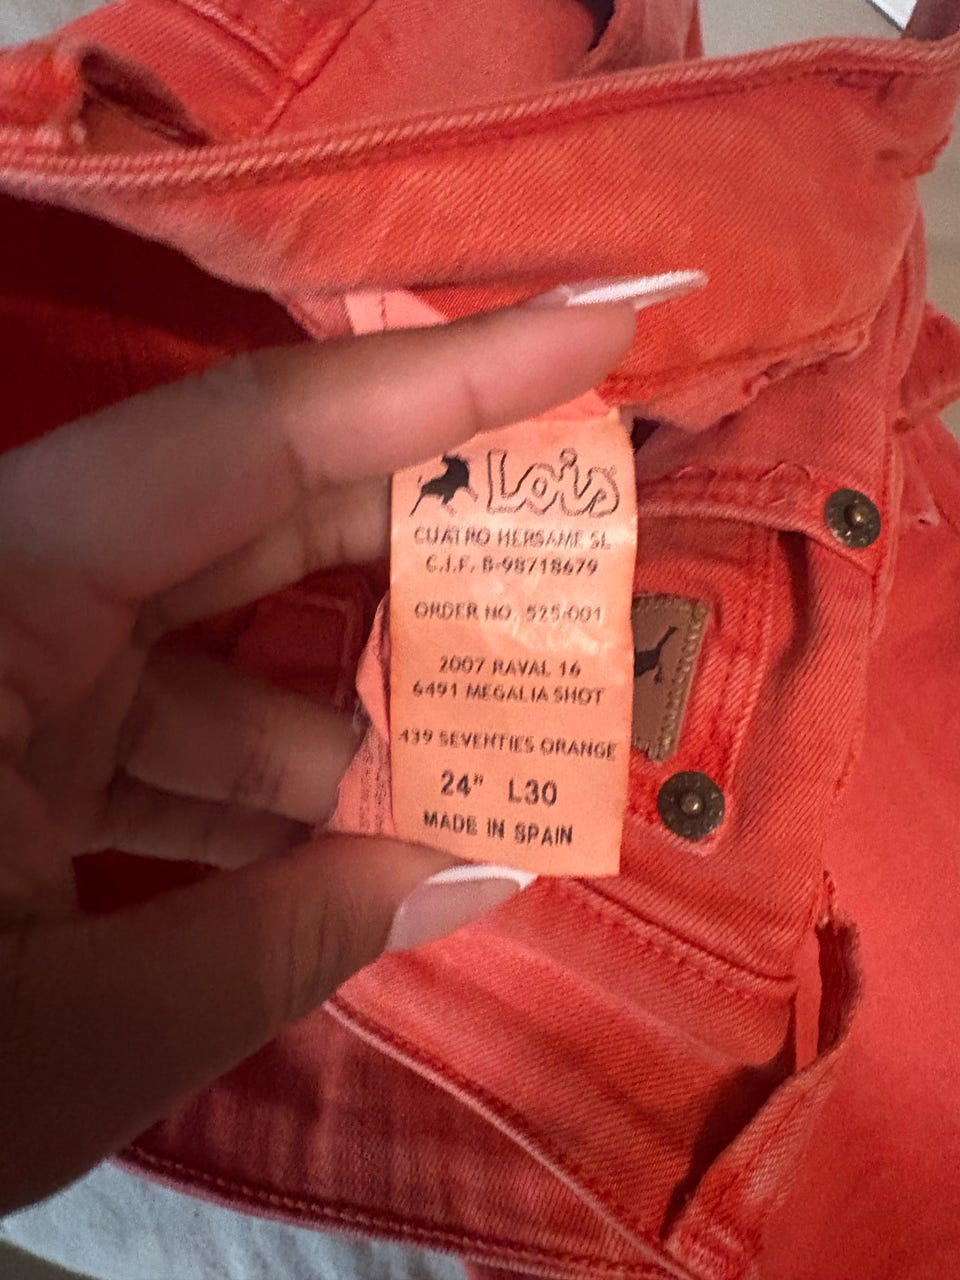 Lois
CUATRO HERSAME SL
C.I.F. B-98718679
ORDER NO. 525-001
2007 RAVAL 16
6491 MEGALIA SHOT
439 SEVENTIES ORANGE
24" L30
MADE IN SPAIN